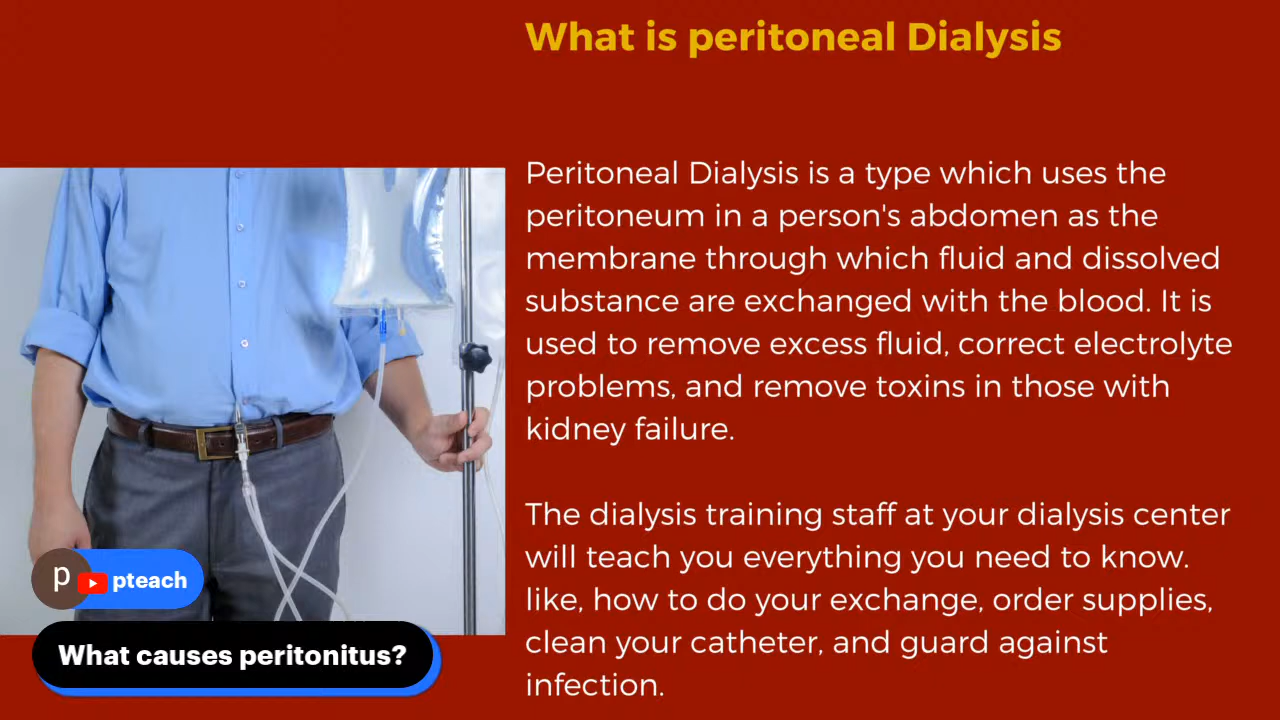 What is peritoneal Dialysis
Peritoneal Dialysis is a type which uses the
peritoneum in a person's abdomen as the
membrane through which fluid and dissolved
substance are exchanged with the blood. It is
used to remove excess fluid, correct electrolyte
problems, and remove toxins in those with
kidney failure.
The dialysis training staff at your dialysis center
will teach you everything you need to know.
like, how to do your exchange, order supplies,
clean your catheter, and guard against
infection.
p
pteach
What causes peritonitus?